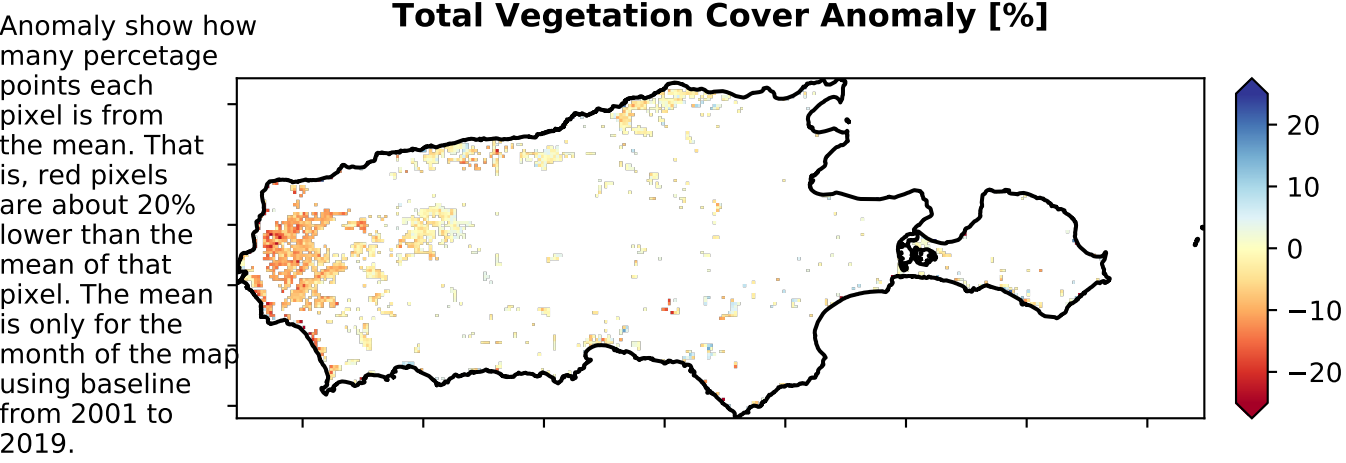 Total Vegetation Cover Anomaly [%]
Anomaly show how
many percetage
points each
pixel is from
the mean. That
is, red pixels
are about 20%
lower than the
mean of that
pixel. The mean
is only for the
month of the map
using baseline
from 2001 to
2019.
20
10
0
−10
−20